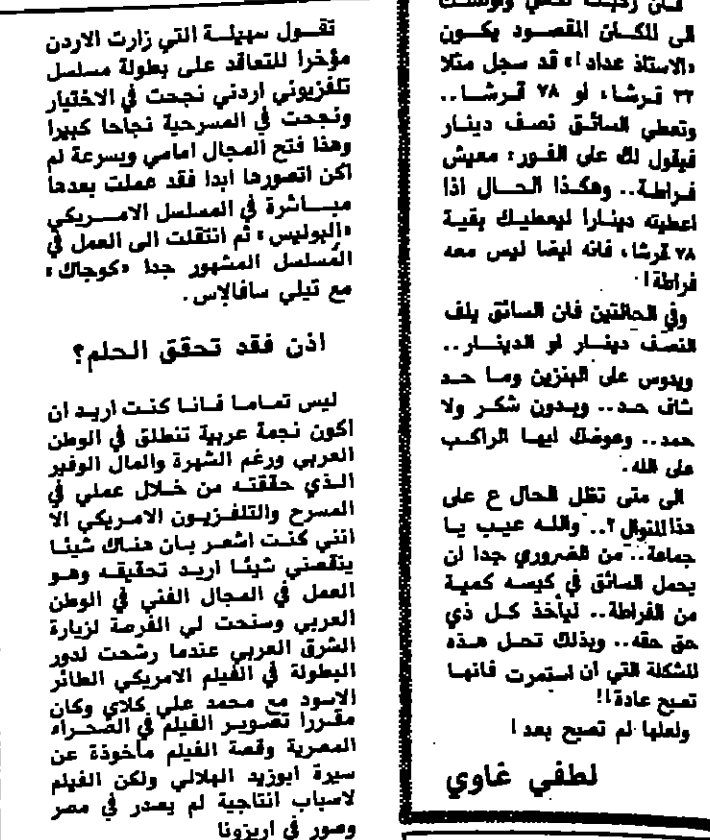 فان ركبت
الى المكان المقصود يكون
«الاستاذ عداد»! قد سجل مثلا
٣٢ قرشا، او ٧٨ قرشا..
وتعطي السائق نصف دينار
فيقول لك على الفور: معيش
فراطة.. وهكذا الحال اذا
اعطيته دينارا ليعطيك بقية
٧٨ قرشا، فانه ايضا ليس معه
فراطة!
وفي الحالتين فان السائق يلف
النصف دينار او الدينار..
ويدوس على البنزين وما حد
شاف حد.. وبدون شكر ولا
حمد.. وعوضك ايها الراكب
على الله.
الى متى تظل الحال ع على
هذا المنوال؟.. والله عيب يا
جماعة.. من الضروري جدا ان
يحمل السائق في كيسه كمية
من الفراطة.. ليأخذ كل ذي
حق حقه.. وبذلك تحل هذه
المشكلة التي ان استمرت فانها
تصبح عادة!!
ولعلها لم تصبح بعد!
لطفي غاوي
تقول سهيلة التي زارت الاردن
مؤخرا للتعاقد على بطولة مسلسل
تلفزيوني اردني نجحت في الاختيار
ونجحت في المسرحية نجاحا كبيرا
وهذا فتح المجال امامي وبسرعة لم
اكن اتصورها ابدا فقد عملت بعدها
مباشرة في المسلسل الامريكي
«البوليس» ثم انتقلت الى العمل في
المسلسل المشهور جدا «كوجاك»
مع تيلي سافالاس.
اذن فقد تحقق الحلم؟
ليس تماما فانا كنت اريد ان
اكون نجمة عربية تنطلق في الوطن
العربي ورغم الشهرة والمال الوفير
الذي حققته من خلال عملي في
المسرح والتلفزيون الامريكي الا
انني كنت اشعر بان هناك شيئا
ينقصني شيئا اريد تحقيقه وهو
العمل في المجال الفني في الوطن
العربي وسنحت لي الفرصة لزيارة
الشرق العربي عندما رشحت لدور
البطولة في الفيلم الامريكي الطائر
الاسود مع محمد علي كلاي وكان
مقررا تصوير الفيلم في الصحراء
المصرية وقصة الفيلم مأخوذة عن
سيرة ابوزيد الهلالي ولكن الفيلم
لاسباب انتاجية لم يصدر في مصر
وصور في اريزونا